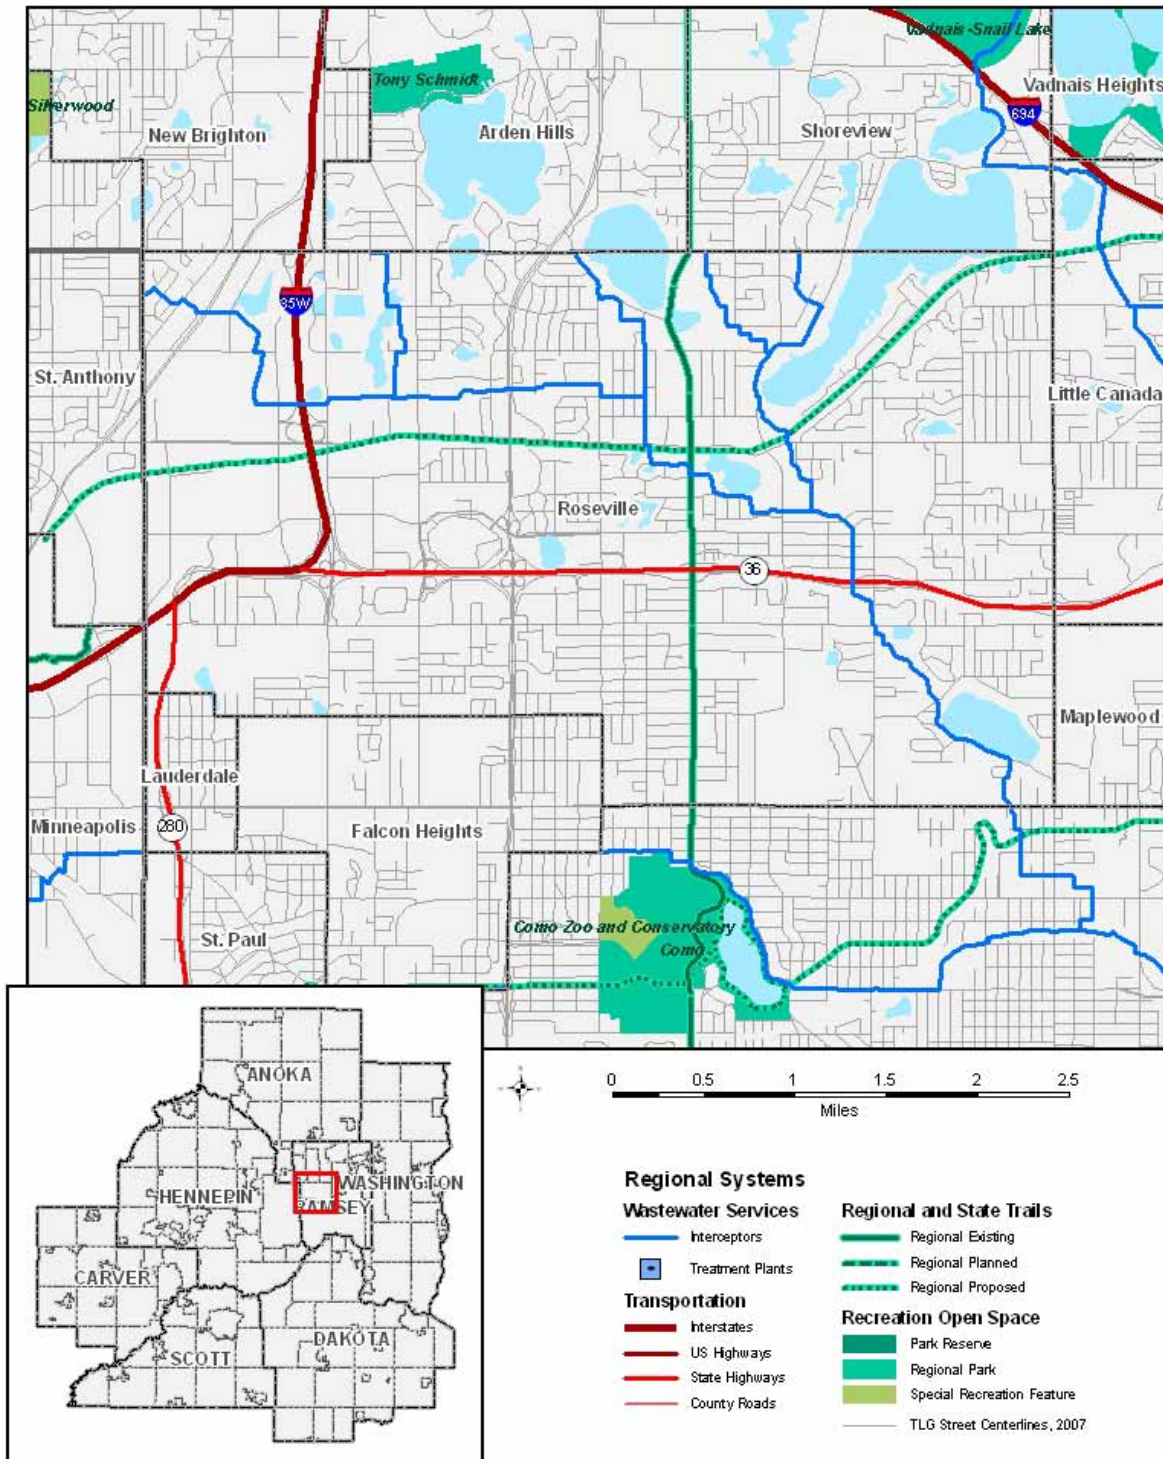 Vadnais-Snail Lake
Tony Schmidt
Vadnais Heights
Silverwood
New Brighton
Arden Hills
Shoreview
694
35W
St. Anthony
Little Canada
Roseville
36
Maplewood
Lauderdale
Minneapolis
280
Falcon Heights
Como Zoo and Conservatory
St. Paul
Como
ANOKA
HENNEPIN
WASHINGTON
RAMSEY
CARVER
SCOTT
DAKOTA
0 0.5 1 1.5 2 2.5
Miles
Regional Systems
Wastewater Services
Interceptors
Treatment Plants
Transportation
Interstates
US Highways
State Highways
County Roads
Regional and State Trails
Regional Existing
Regional Planned
Regional Proposed
Recreation Open Space
Park Reserve
Regional Park
Special Recreation Feature
TLG Street Centerlines, 2007